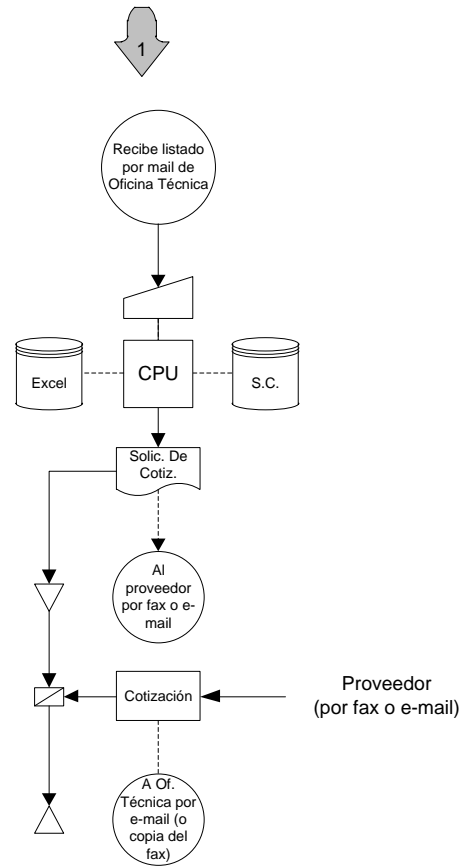 1
Recibe listado
por mail de
Oficina Técnica
Excel
CPU
S.C.
Solic. De
Cotiz.
Al
proveedor
por fax o e-
mail
Cotización
Proveedor
(por fax o e-mail)
A Of.
Técnica por
e-mail (o
copia del
fax)